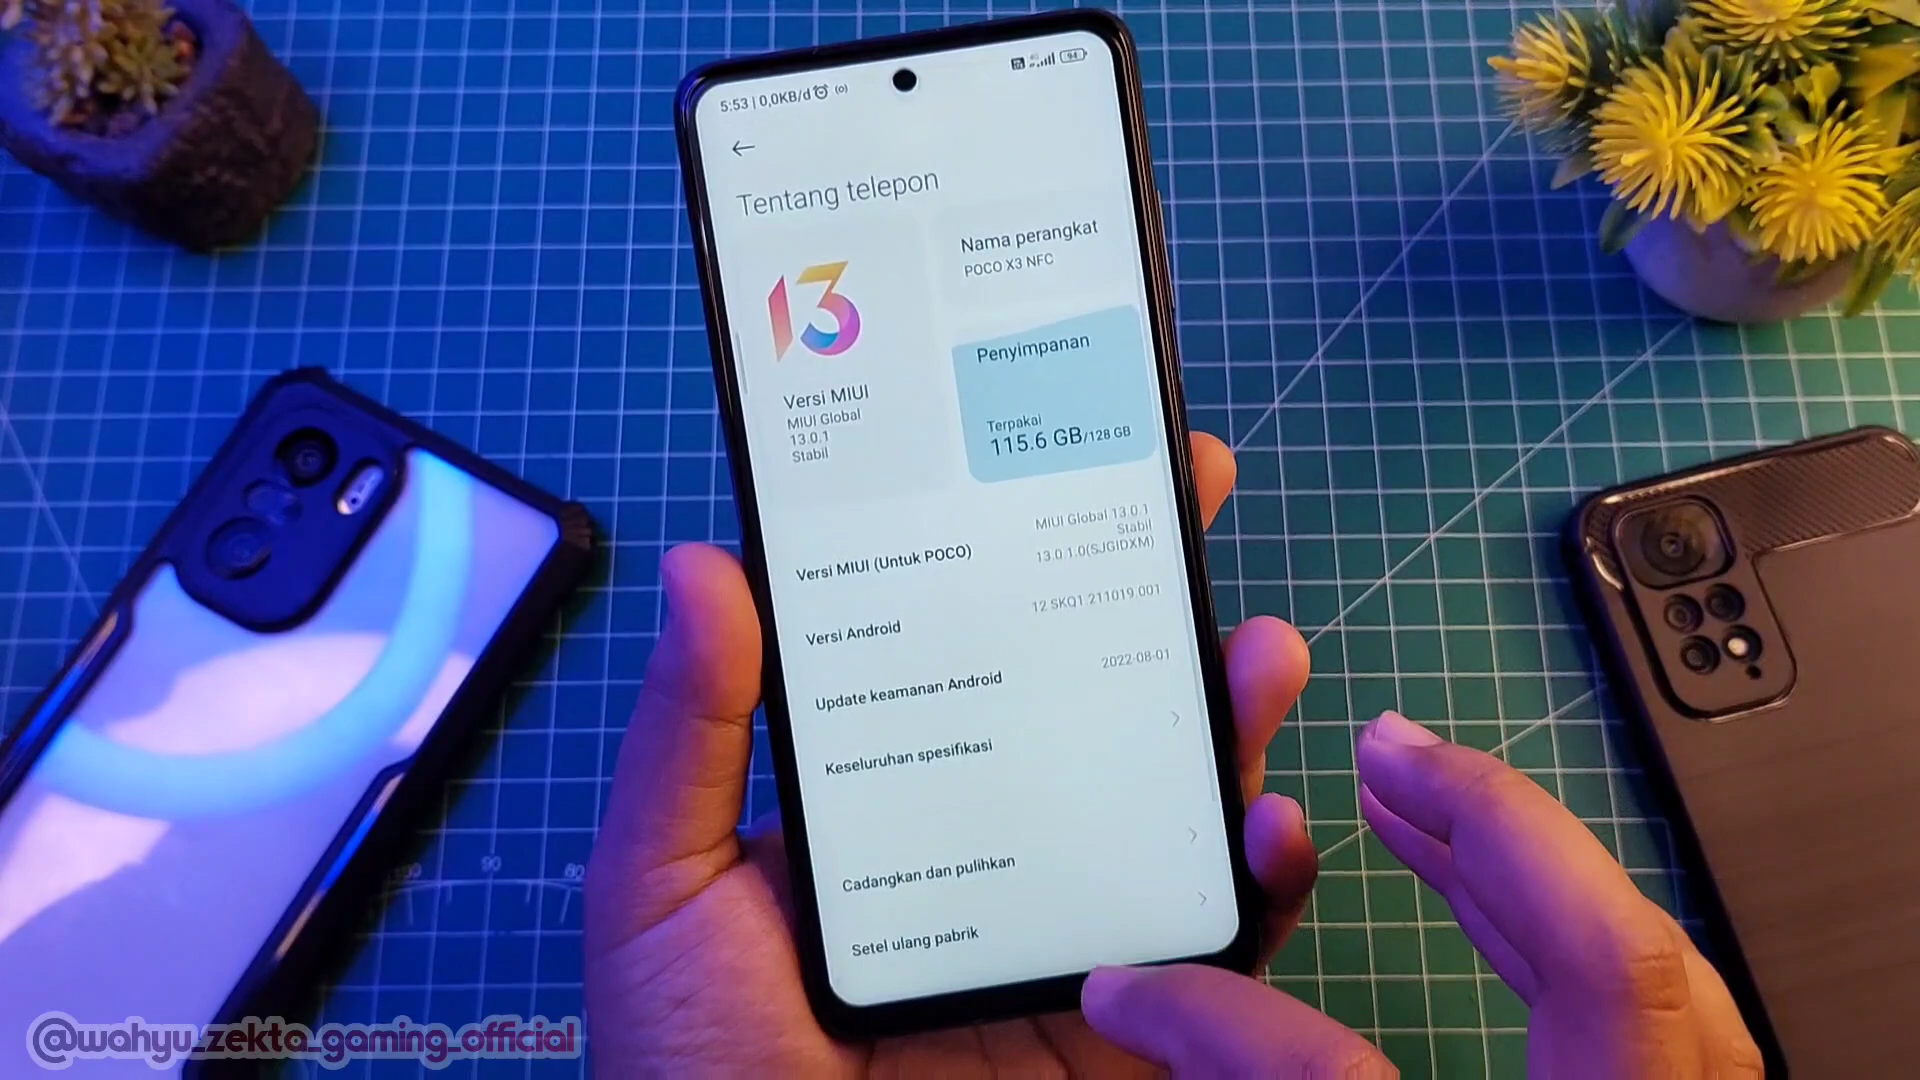 5:53 | 0,0KB/d
94
Tentang telepon
Nama perangkat
POCO X3 NFC
13
Versi MIUI
MIUI Global
13.0.1
Stabil
Penyimpanan
Terpakai
115.6 GB/128 GB
Versi MIUI (Untuk POCO)
MIUI Global 13.0.1
Stabil
13.0.1.0(SJGIDXM)
Versi Android
12 SKQ1.211019.001
Update keamanan Android
2022-08-01
Keseluruhan spesifikasi
Cadangkan dan pulihkan
Setel ulang pabrik
90
80
@wahyu_zekta_gaming_official